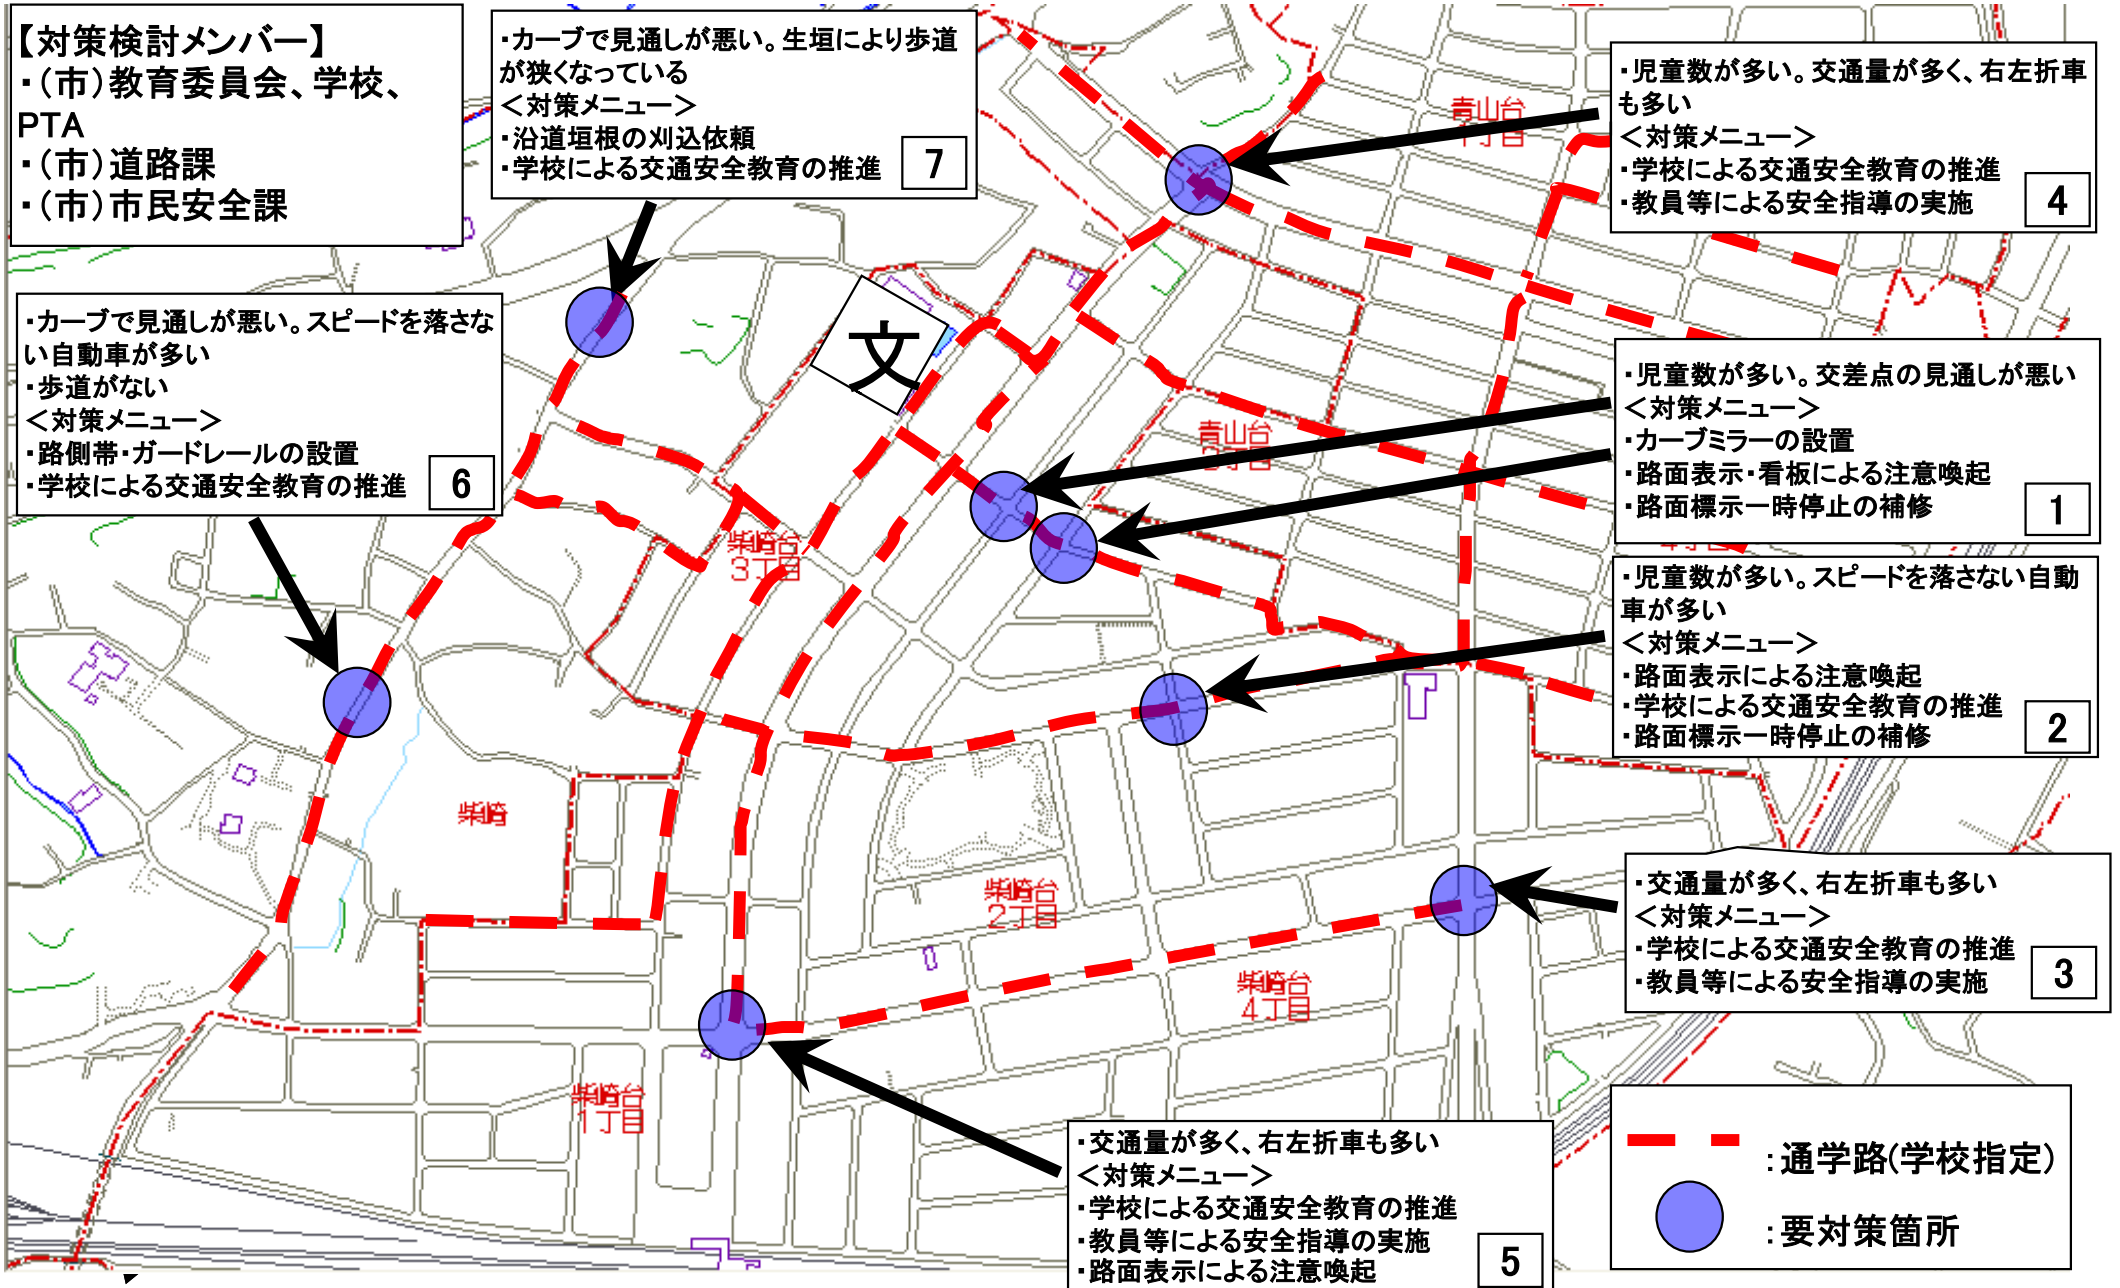 【対策検討メンバー】
・(市)教育委員会、学校、
PTA
・(市)道路課
・(市)市民安全課
・カーブで見通しが悪い。生垣により歩道
が狭くなっている
<対策メニュー>
・沿道垣根の刈込依頼
・学校による交通安全教育の推進
7
・児童数が多い。交通量が多く、右左折車
も多い
<対策メニュー>
・学校による交通安全教育の推進
・教員等による安全指導の実施
4
青山台
・カーブで見通しが悪い。スピードを落さな
い自動車が多い
・歩道がない
<対策メニュー>
・路側帯・ガードレールの設置
・学校による交通安全教育の推進
6
文
・児童数が多い。交差点の見通しが悪い
<対策メニュー>
・カーブミラーの設置
・路面表示・看板による注意喚起
・路面標示一時停止の補修
1
青山台
柴崎台
3丁目
・児童数が多い。スピードを落さない自動
車が多い
<対策メニュー>
・路面表示による注意喚起
・学校による交通安全教育の推進
・路面標示一時停止の補修
2
柴崎
柴崎台
2丁目
・交通量が多く、右左折車も多い
<対策メニュー>
・学校による交通安全教育の推進
・教員等による安全指導の実施
3
柴崎台
4丁目
柴崎台
1丁目
・交通量が多く、右左折車も多い
<対策メニュー>
・学校による交通安全教育の推進
・教員等による安全指導の実施
・路面表示による注意喚起
5
:通学路(学校指定)
:要対策箇所